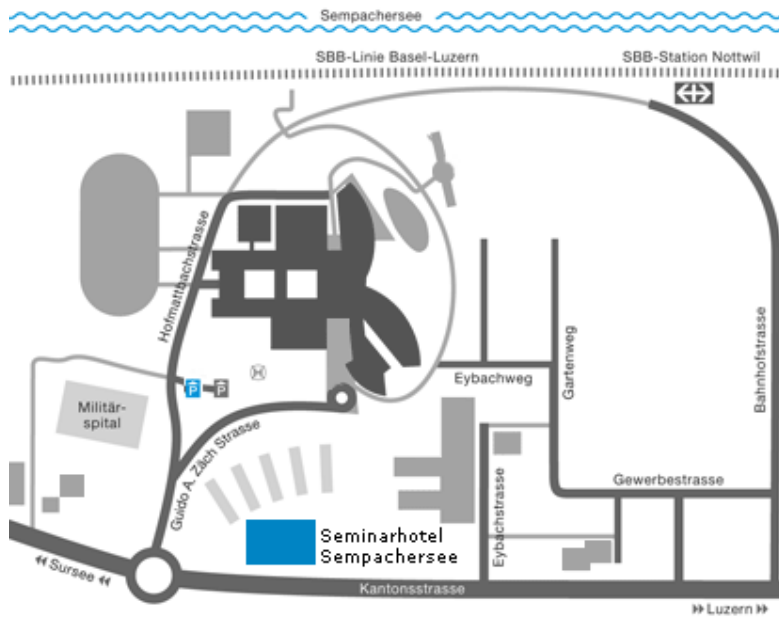 Sempachersee
SBB-Linie Basel-Luzern
SBB-Station Nottwil
Hofmattbachstrasse
P
P
H
Militär-
spital
Guido A. Zäch Strasse
Eybachweg
Gartenweg
Bahnhofstrasse
Gewerbestrasse
Eybachstrasse
Seminarhotel
Sempachersee
Sursee
Kantonsstrasse
Luzern